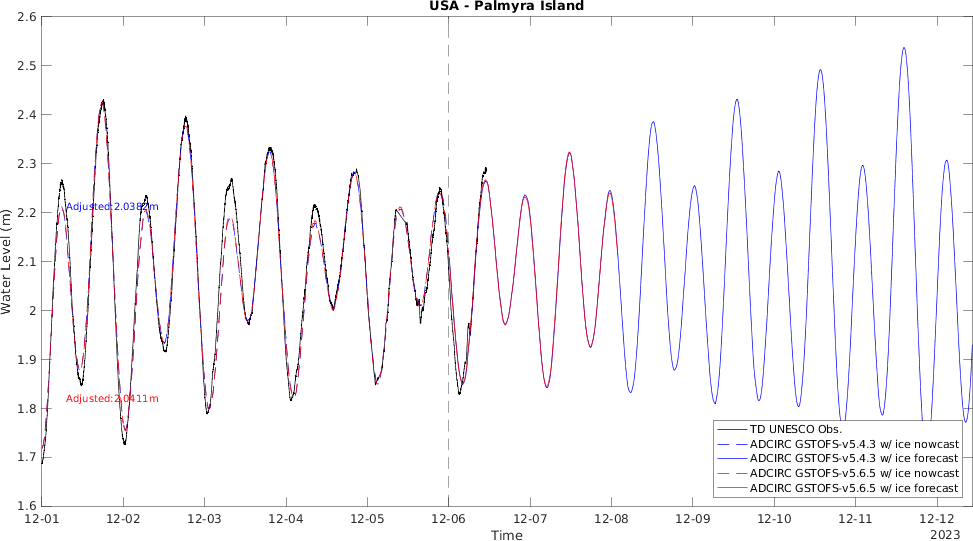 USA - Palmyra Island
2.6
2.5
2.4
2.3
2.2
2.1
2
1.9
1.8
1.7
1.6
Water Level (m)
Adjusted:2.0382m
Adjusted:2.0411m
TD UNESCO Obs.
ADCIRC GSTOFS-v5.4.3 w/ ice nowcast
ADCIRC GSTOFS-v5.4.3 w/ ice forecast
ADCIRC GSTOFS-v5.6.5 w/ ice nowcast
ADCIRC GSTOFS-v5.6.5 w/ ice forecast
12-01 12-02 12-03 12-04 12-05 12-06 12-07 12-08 12-09 12-10 12-11 12-12
2023
Time